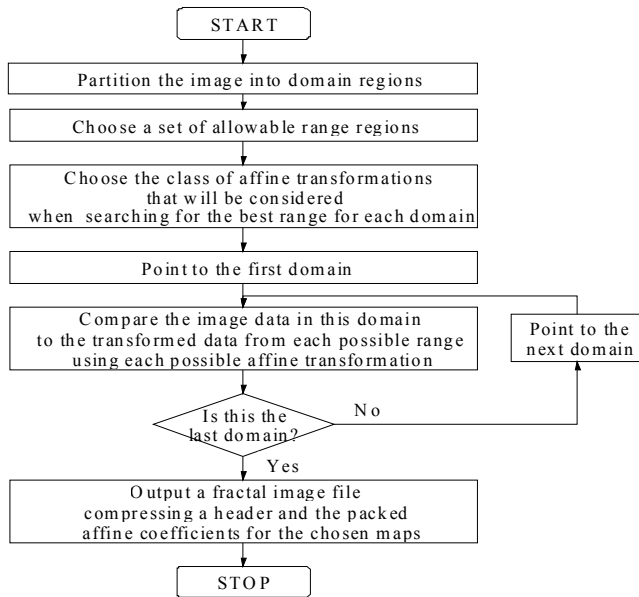 START
Partition the image into domain regions
Choose a set of allowable range regions
Choose the class of affine transformations
that will be considered
when searching for the best range for each domain
Point to the first domain
Compare the image data in this domain
to the transformed data from each possible range
using each possible affine transformation
Point to the
next domain
Is this the
last domain?
No
Yes
Output a fractal image file
compressing a header and the packed
affine coefficients for the chosen maps
STOP